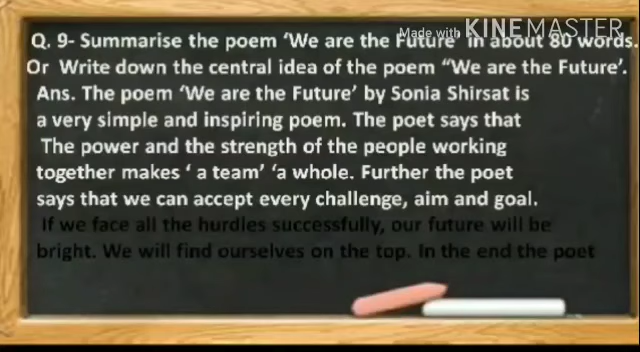 Made with KINEMASTER
Q. 9- Summarise the poem ‘We are the Future’ in about 80 words.
Or Write down the central idea of the poem “We are the Future’.
Ans. The poem ‘We are the Future’ by Sonia Shirsat is
a very simple and inspiring poem. The poet says that
The power and the strength of the people working
together makes ‘ a team’ ‘a whole. Further the poet
says that we can accept every challenge, aim and goal.
If we face all the hurdles successfully, our future will be
bright. We will find ourselves on the top. In the end the poet